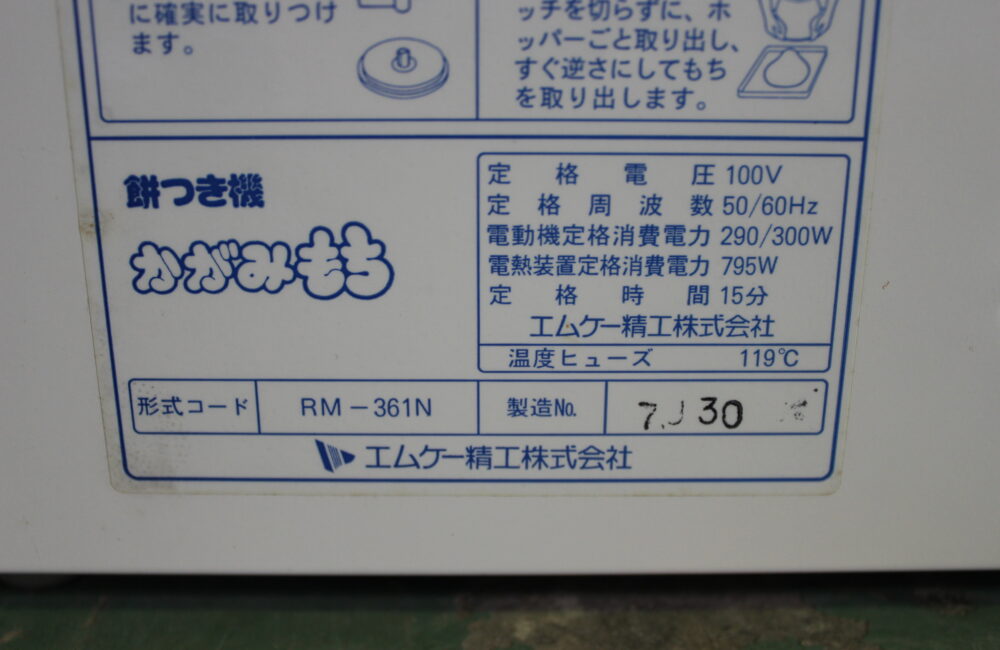 に確実に取りつけ
ます。
ッチを切らずに、ホ
ッパーごと取り出し、
すぐ逆さにしてもち
を取り出します。
餅つき機
かがみもち
定格電圧 100V
定格周波数 50/60Hz
電動機定格消費電力 290/300W
電熱装置定格消費電力 795W
定格時間 15分
エムケー精工株式会社
温度ヒューズ 119℃
形式コード RM-361N 製造No. 7.J 30
エムケー精工株式会社